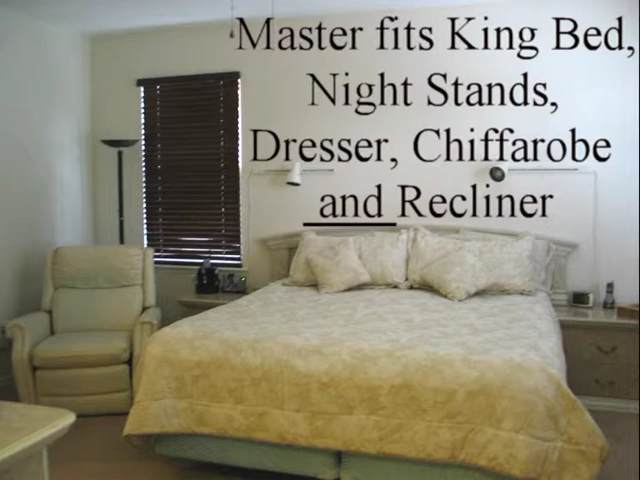 Master fits King Bed,
Night Stands,
Dresser, Chiffarobe
and Recliner